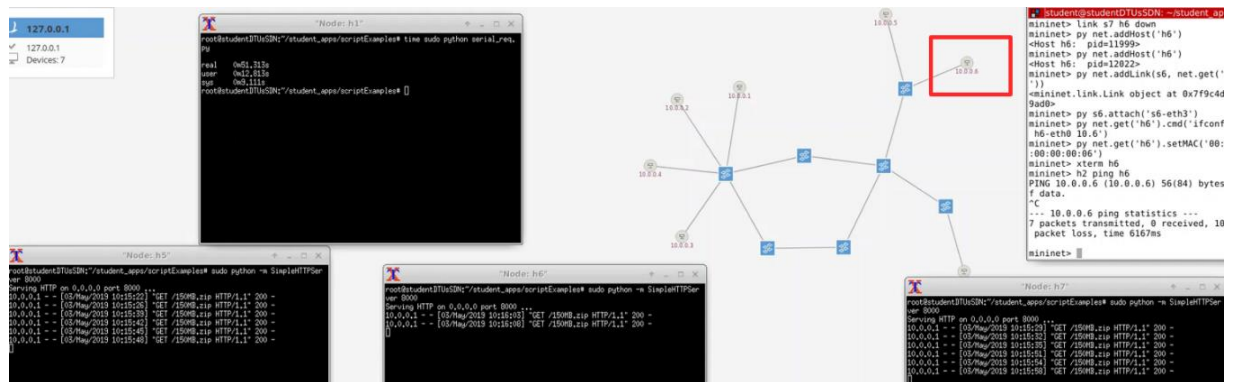 127.0.0.1
127.0.0.1
Devices: 7
"Node: h1"
root@studentDTUsSDN:~/student_apps/scriptExamples# time sudo python serial_req.
py
real 0m51.313s
user 0m12.813s
sys 0m9.111s
root@studentDTUsSDN:~/student_apps/scriptExamples#
10.0.0.5
10.0.0.6
10.0.0.1
10.0.0.2
10.0.0.4
10.0.0.3
student@studentDTUsSDN: ~/student_ap
mininet> link s7 h6 down
mininet> py net.addHost('h6')
<Host h6: pid=11999>
mininet> py net.addHost('h6')
<Host h6: pid=12022>
mininet> py net.addLink(s6, net.get('
'))
<mininet.link.Link object at 0x7f9c4d
9ad0>
mininet> py s6.attach('s6-eth3')
mininet> py net.get('h6').cmd('ifconf
h6-eth0 10.6')
mininet> py net.get('h6').setMAC('00:
:00:00:00:06')
mininet> xterm h6
mininet> h2 ping h6
PING 10.0.0.6 (10.0.0.6) 56(84) bytes
f data.
^C
--- 10.0.0.6 ping statistics ---
7 packets transmitted, 0 received, 10
packet loss, time 6167ms
mininet>
"Node: h5"
root@studentDTUsSDN:~/student_apps/scriptExamples# sudo python -m SimpleHTTPSer
ver 8000
Serving HTTP on 0.0.0.0 port 8000 ...
10.0.0.1 - - [03/May/2019 10:15:22] "GET /150MB.zip HTTP/1.1" 200 -
10.0.0.1 - - [03/May/2019 10:15:26] "GET /150MB.zip HTTP/1.1" 200 -
10.0.0.1 - - [03/May/2019 10:15:39] "GET /150MB.zip HTTP/1.1" 200 -
10.0.0.1 - - [03/May/2019 10:15:42] "GET /150MB.zip HTTP/1.1" 200 -
10.0.0.1 - - [03/May/2019 10:15:45] "GET /150MB.zip HTTP/1.1" 200 -
10.0.0.1 - - [03/May/2019 10:15:48] "GET /150MB.zip HTTP/1.1" 200 -
"Node: h6"
root@studentDTUsSDN:~/student_apps/scriptExamples# sudo python -m SimpleHTTPSer
ver 8000
Serving HTTP on 0.0.0.0 port 8000 ...
10.0.0.1 - - [03/May/2019 10:16:03] "GET /150MB.zip HTTP/1.1" 200 -
10.0.0.1 - - [03/May/2019 10:16:08] "GET /150MB.zip HTTP/1.1" 200 -
"Node: h7"
root@studentDTUsSDN:~/student_apps/scriptExamples# sudo python -m SimpleHTTPSer
ver 8000
Serving HTTP on 0.0.0.0 port 8000 ...
10.0.0.1 - - [03/May/2019 10:15:29] "GET /150MB.zip HTTP/1.1" 200 -
10.0.0.1 - - [03/May/2019 10:15:32] "GET /150MB.zip HTTP/1.1" 200 -
10.0.0.1 - - [03/May/2019 10:15:35] "GET /150MB.zip HTTP/1.1" 200 -
10.0.0.1 - - [03/May/2019 10:15:51] "GET /150MB.zip HTTP/1.1" 200 -
10.0.0.1 - - [03/May/2019 10:15:54] "GET /150MB.zip HTTP/1.1" 200 -
10.0.0.1 - - [03/May/2019 10:15:58] "GET /150MB.zip HTTP/1.1" 200 -